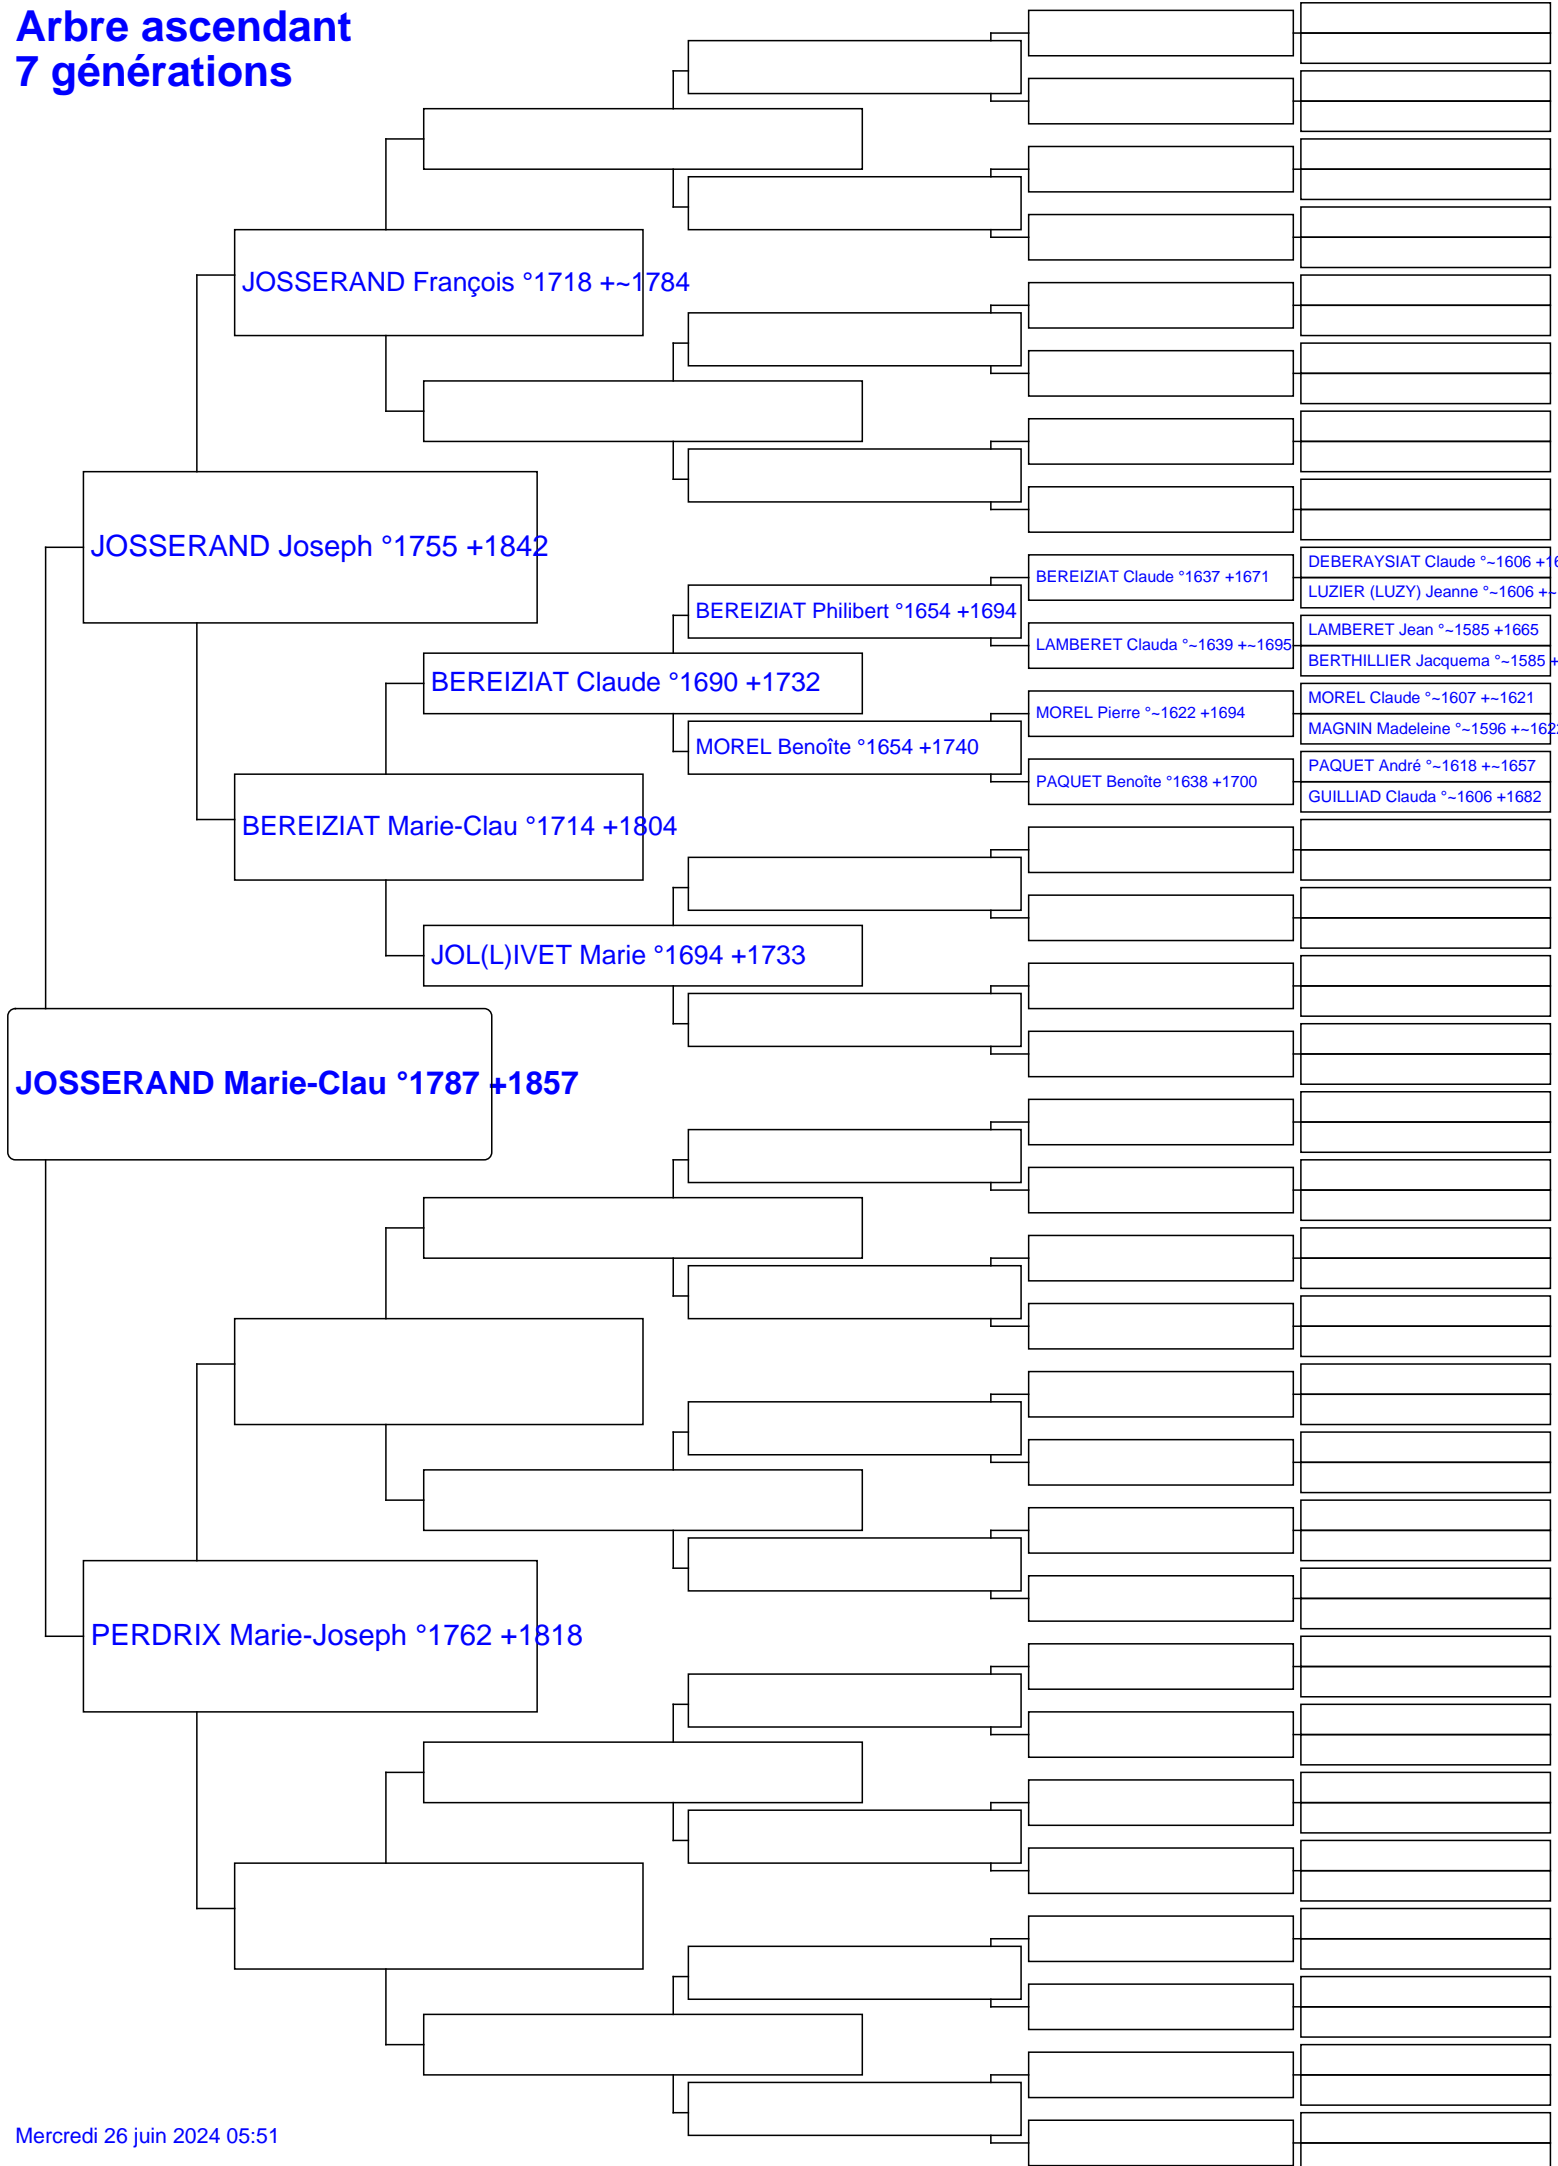 Arbre ascendant
7 générations
JOSSERAND François °1718 +~1784
JOSSERAND Joseph °1755 +1842
DEBERAYSIAT Claude °~1606 +16
BEREIZIAT Claude °1637 +1671
LUZIER (LUZY) Jeanne °~1606 +~
BEREIZIAT Philibert °1654 +1694
LAMBERET Jean °~1585 +1665
LAMBERET Clauda °~1639 +~1695
BERTHILLIER Jacquema °~1585 +
BEREIZIAT Claude °1690 +1732
MOREL Claude °~1607 +~1621
MOREL Pierre °~1622 +1694
MAGNIN Madeleine °~1596 +~1622
MOREL Benoîte °1654 +1740
PAQUET André °~1618 +~1657
PAQUET Benoîte °1638 +1700
GUILLIAD Clauda °~1606 +1682
BEREIZIAT Marie-Clau °1714 +1804
JOL(L)IVET Marie °1694 +1733
JOSSERAND Marie-Clau °1787 +1857
PERDRIX Marie-Joseph °1762 +1818
Mercredi 26 juin 2024 05:51